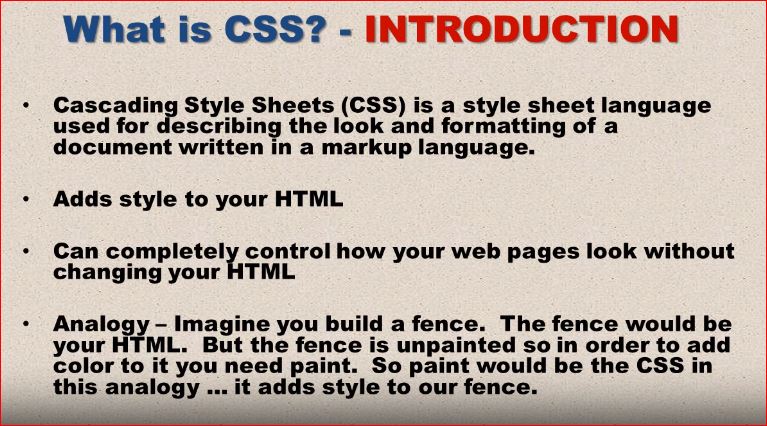 What is CSS? - INTRODUCTION
• Cascading Style Sheets (CSS) is a style sheet language
used for describing the look and formatting of a
document written in a markup language.
• Adds style to your HTML
• Can completely control how your web pages look without
changing your HTML
• Analogy – Imagine you build a fence. The fence would be
your HTML. But the fence is unpainted so in order to add
color to it you need paint. So paint would be the CSS in
this analogy ... it adds style to our fence.